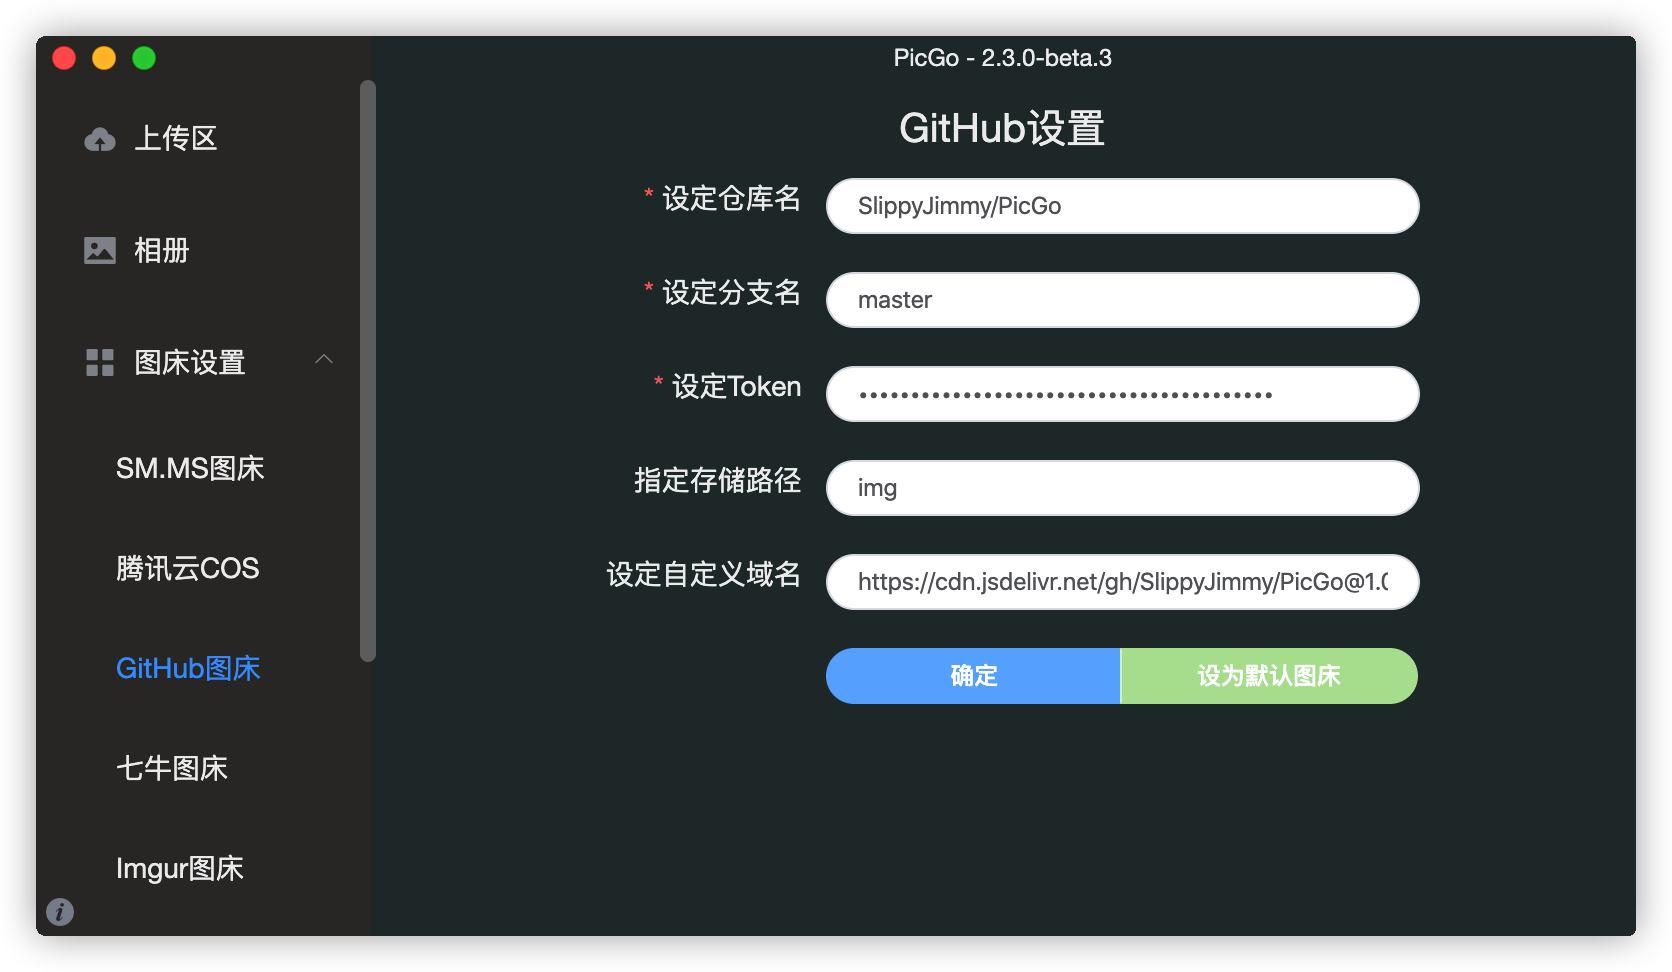 PicGo - 2.3.0-beta.3
上传区
相册
图床设置
SM.MS图床
腾讯云COS
GitHub图床
七牛图床
Imgur图床
GitHub设置
* 设定仓库名
SlippyJimmy/PicGo
* 设定分支名
master
* 设定Token
••••••••••••••••••••••••••••••••••••••••
指定存储路径
img
设定自定义域名
https://cdn.jsdelivr.net/gh/SlippyJimmy/PicGo@1.0
确定
设为默认图床